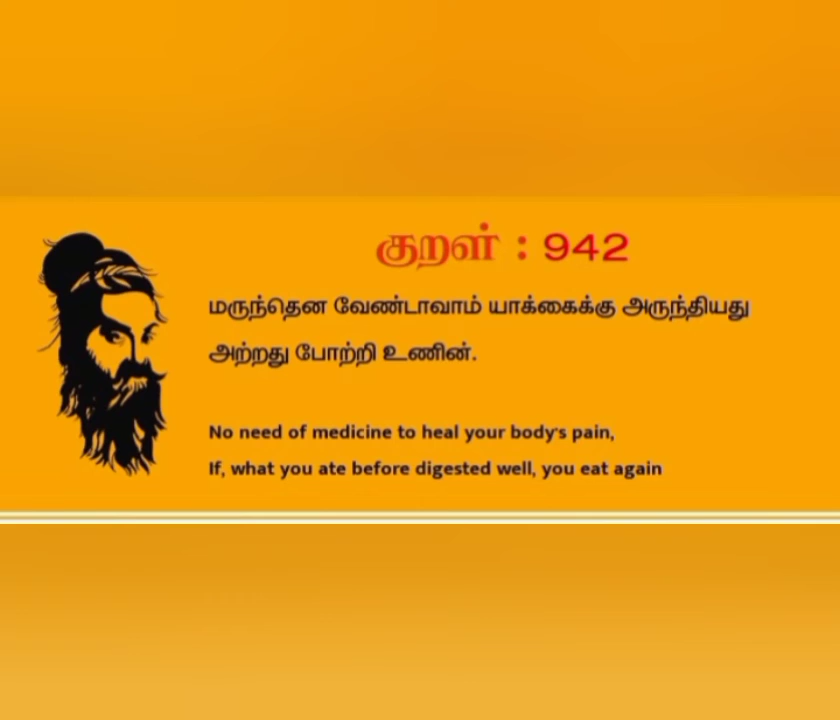 குறள் : 942
மருந்தென வேண்டாவாம் யாக்கைக்கு அருந்தியது
அற்றது போற்றி உணின்.
No need of medicine to heal your body's pain,
If, what you ate before digested well, you eat again